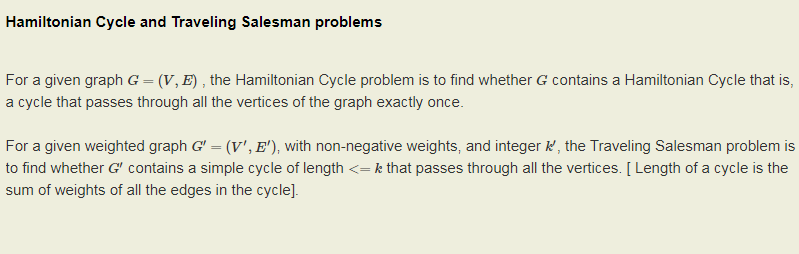 Hamiltonian Cycle and Traveling Salesman problems
For a given graph G = (V, E) , the Hamiltonian Cycle problem is to find whether G contains a Hamiltonian Cycle that is,
a cycle that passes through all the vertices of the graph exactly once.
For a given weighted graph G' = (V', E'), with non-negative weights, and integer k', the Traveling Salesman problem is
to find whether G' contains a simple cycle of length <= k that passes through all the vertices. [ Length of a cycle is the
sum of weights of all the edges in the cycle].